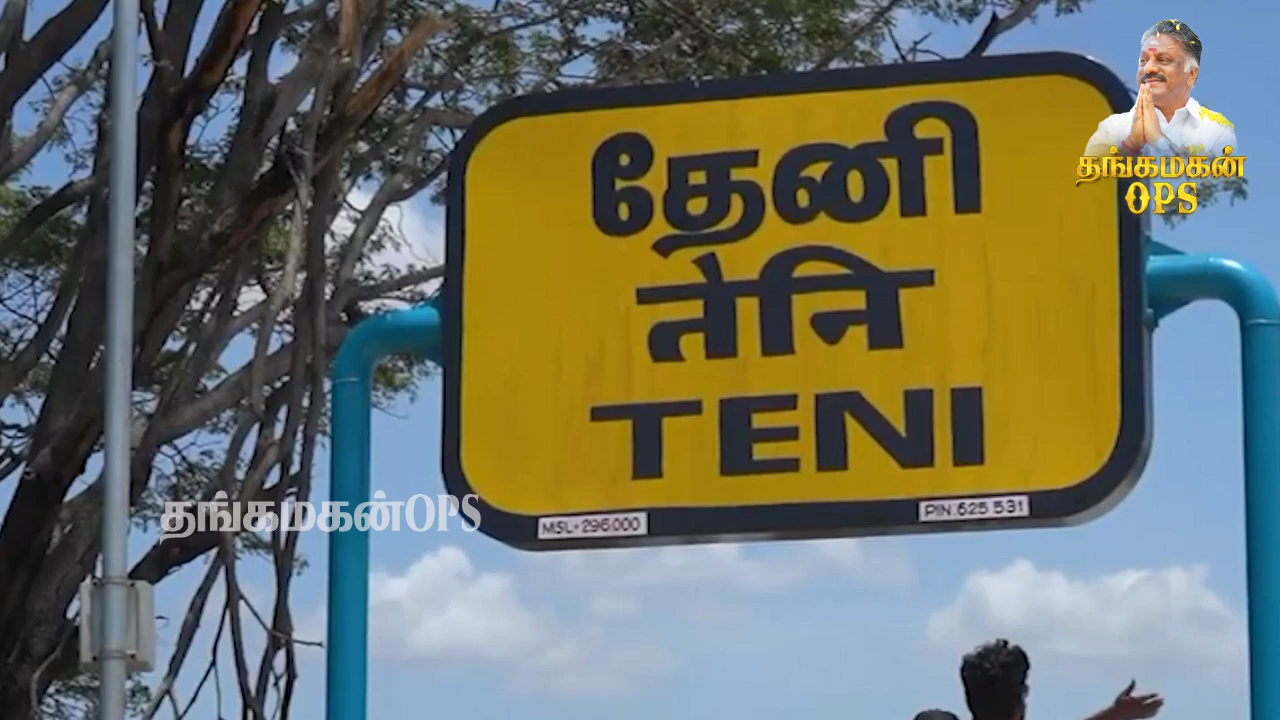 தேனி
तेनि
TENI
MSL+296.000
PIN:625 531
தங்கமகன்
OPS
தங்கமகன்OPS